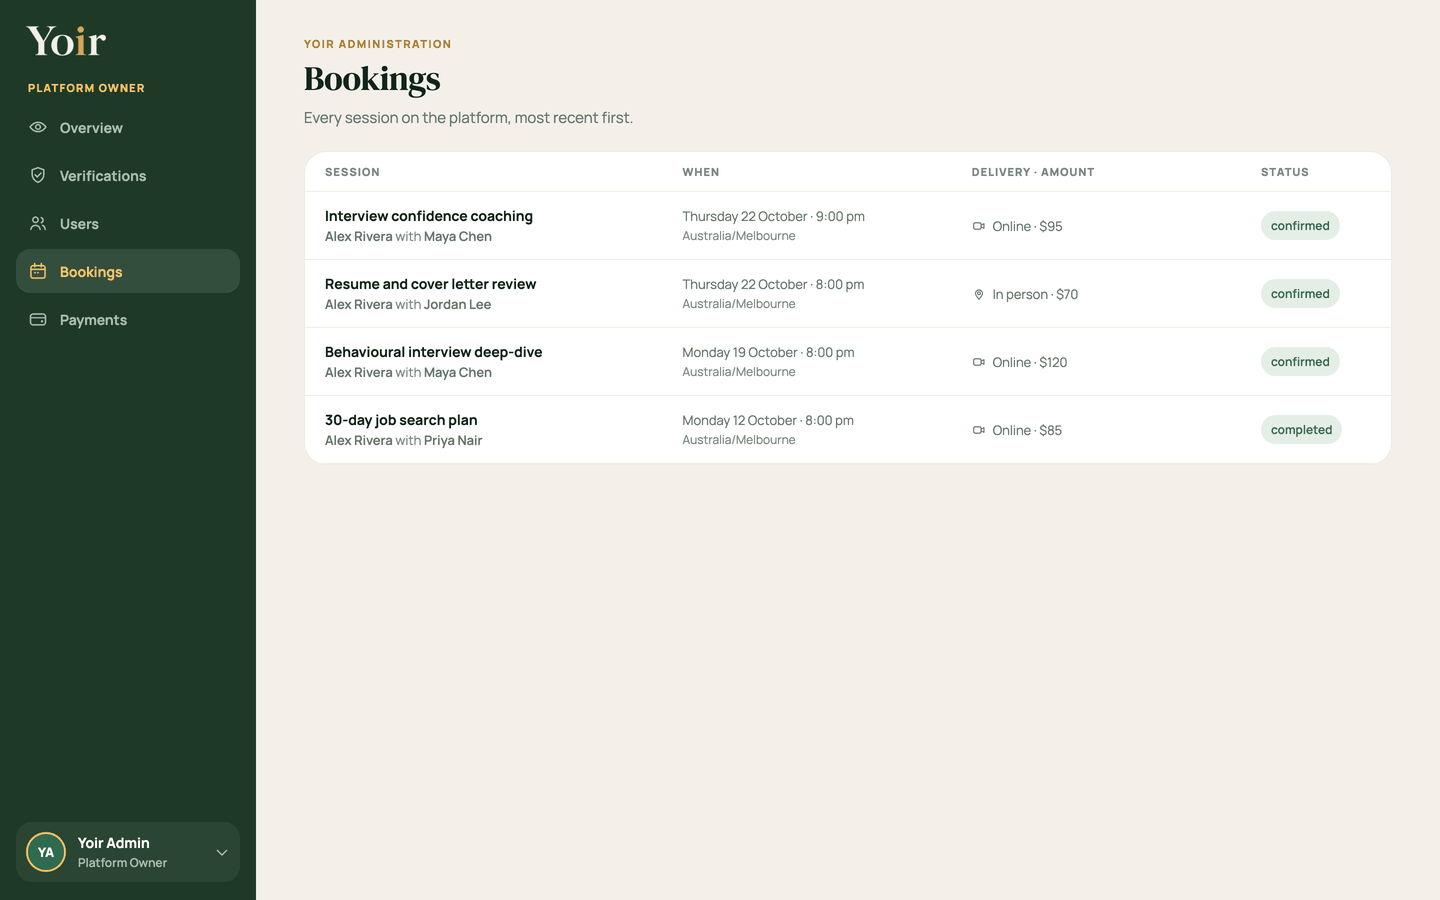 Yoir
PLATFORM OWNER
Overview
Verifications
Users
Bookings
Payments
YOIR ADMINISTRATION
Bookings
Every session on the platform, most recent first.
SESSION WHEN DELIVERY · AMOUNT STATUS
Interview confidence coaching
Alex Rivera with Maya Chen
Thursday 22 October · 9:00 pm
Australia/Melbourne
Online · $95
confirmed
Resume and cover letter review
Alex Rivera with Jordan Lee
Thursday 22 October · 8:00 pm
Australia/Melbourne
In person · $70
confirmed
Behavioural interview deep-dive
Alex Rivera with Maya Chen
Monday 19 October · 8:00 pm
Australia/Melbourne
Online · $120
confirmed
30-day job search plan
Alex Rivera with Priya Nair
Monday 12 October · 8:00 pm
Australia/Melbourne
Online · $85
completed
YA
Yoir Admin
Platform Owner